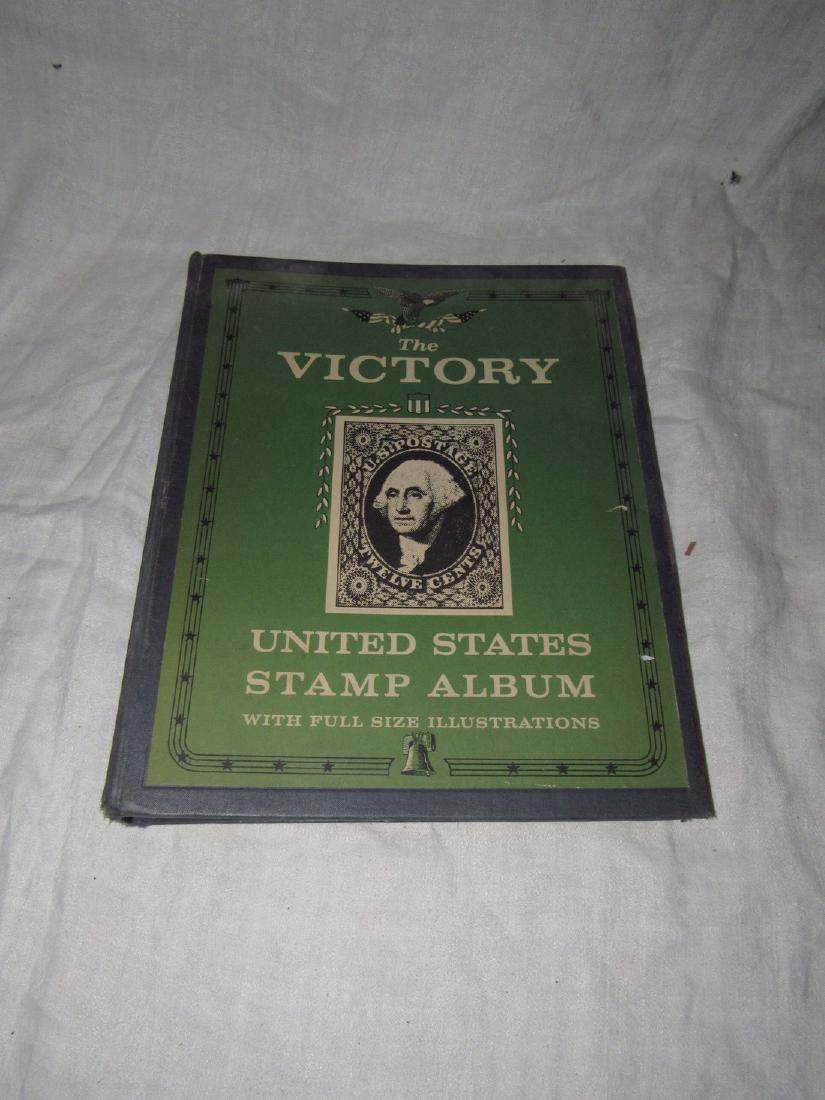 The
VICTORY
U.S. POSTAGE
TWELVE CENTS
UNITED STATES
STAMP ALBUM
WITH FULL SIZE ILLUSTRATIONS